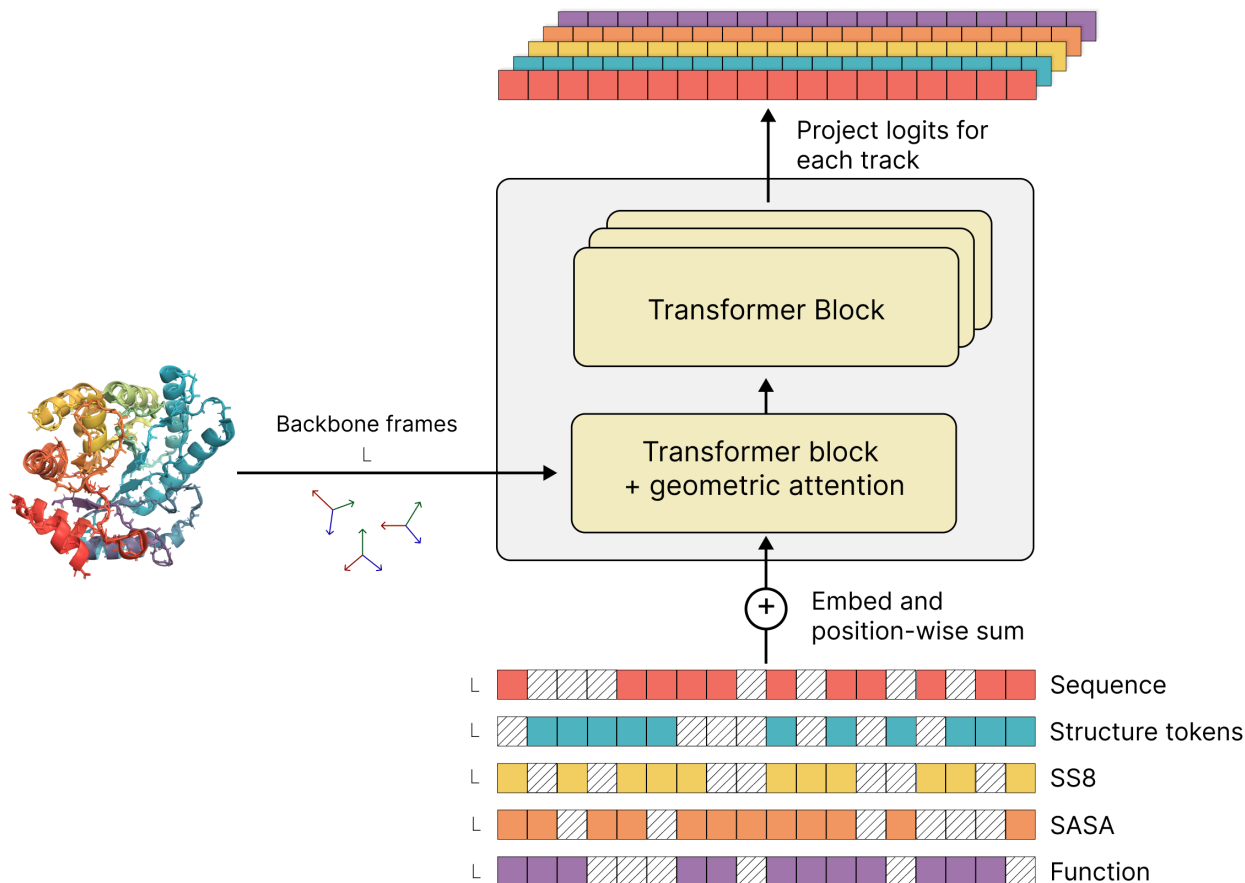 Project logits for
each track
Transformer Block
Backbone frames
L
Transformer block
+ geometric attention
+
Embed and
position-wise sum
L
Sequence
L
Structure tokens
L
SS8
L
SASA
L
Function